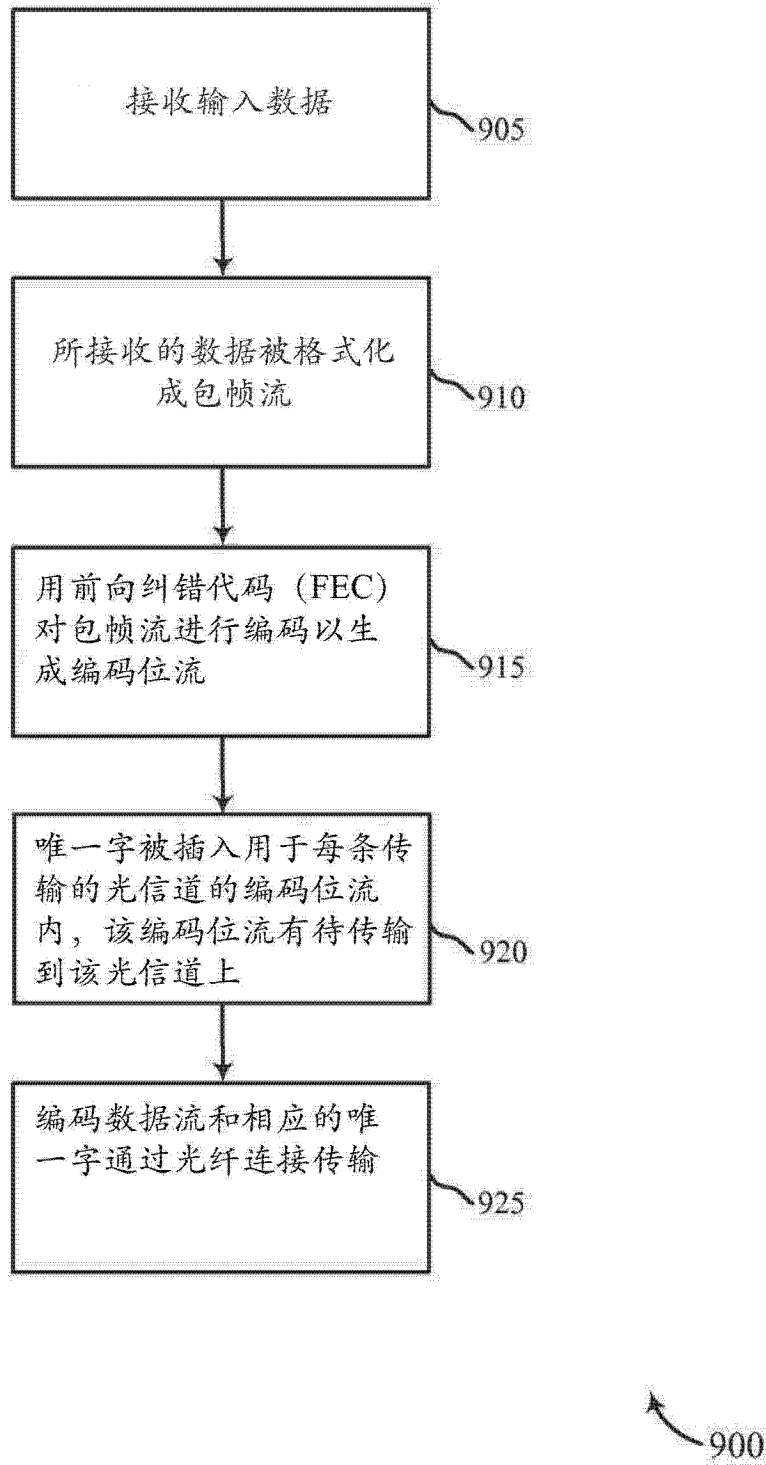 接收输入数据
905
所接收的数据被格式化
成包帧流
910
用前向纠错代码（FEC）
对包帧流进行编码以生
成编码位流
915
唯一字被插入用于每条传
输的光信道的编码位流
内，该编码位流有待传输
到该光信道上
920
编码数据流和相应的唯
一字通过光纤连接传输
925
900